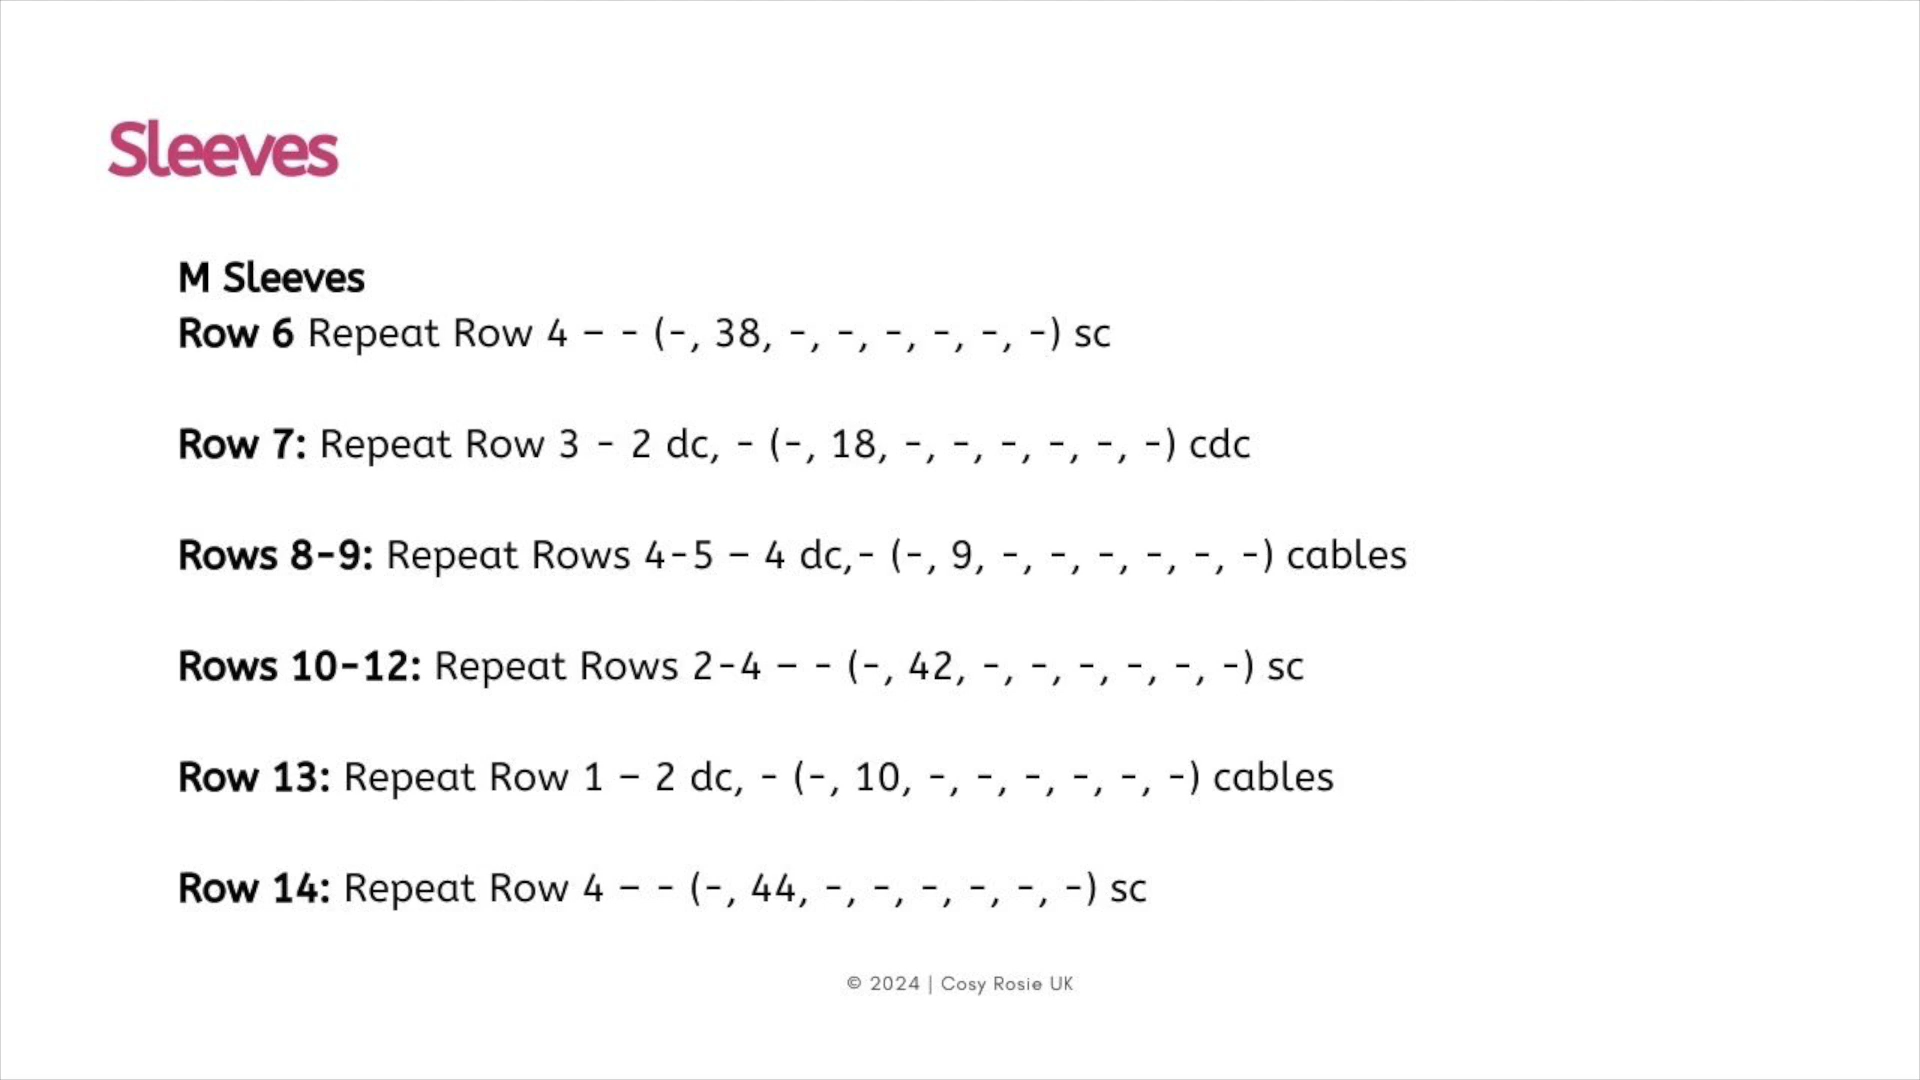 Sleeves
M Sleeves
Row 6 Repeat Row 4 – - (-, 38, -, -, -, -, -, -) sc
Row 7: Repeat Row 3 - 2 dc, - (-, 18, -, -, -, -, -, -) cdc
Rows 8-9: Repeat Rows 4-5 – 4 dc,- (-, 9, -, -, -, -, -, -) cables
Rows 10-12: Repeat Rows 2-4 – - (-, 42, -, -, -, -, -, -) sc
Row 13: Repeat Row 1 – 2 dc, - (-, 10, -, -, -, -, -, -) cables
Row 14: Repeat Row 4 – - (-, 44, -, -, -, -, -, -) sc
© 2024 | Cosy Rosie UK